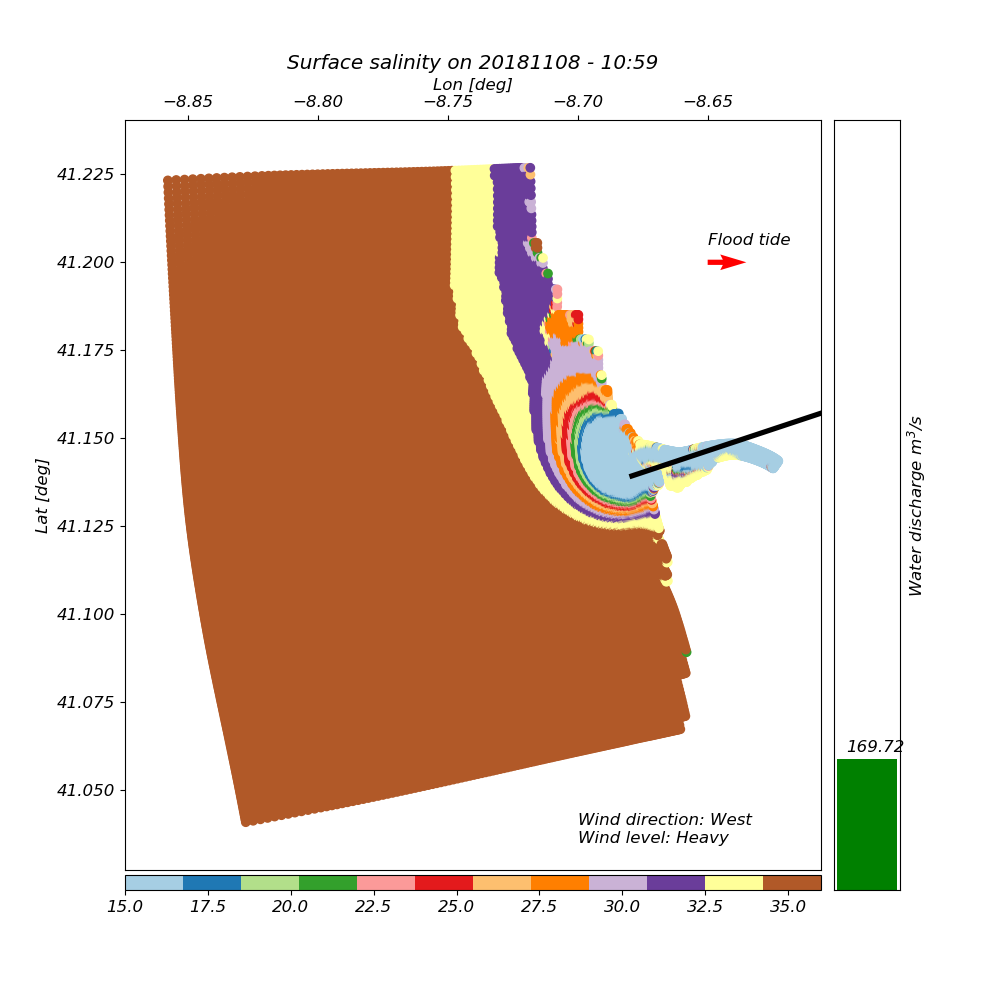 Surface salinity on 20181108 - 10:59
Lon [deg]
−8.85 −8.80 −8.75 −8.70 −8.65
41.225
41.200
41.175
41.150
41.125
41.100
41.075
41.050
Lat [deg]
Flood tide
Wind direction: West
Wind level: Heavy
15.0 17.5 20.0 22.5 25.0 27.5 30.0 32.5 35.0
169.72
Water discharge m³/s